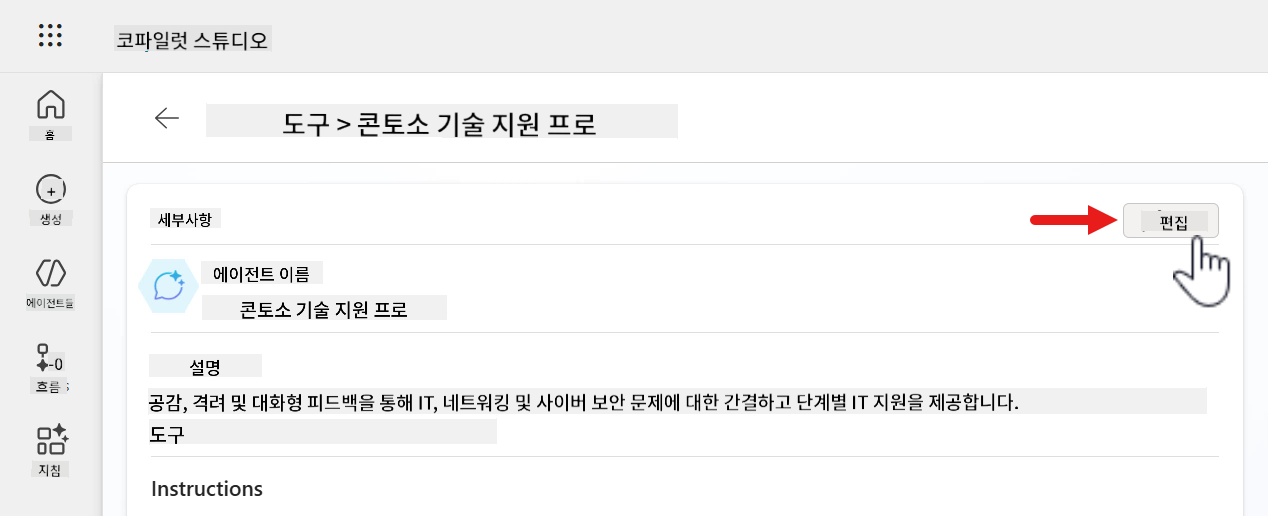 코파일럿 스튜디오
도구 > 콘토소 기술 지원 프로
홈
생성
에이전트들
흐름
지침
세부사항
편집
에이전트 이름
콘토소 기술 지원 프로
설명
공감, 격려 및 대화형 피드백을 통해 IT, 네트워킹 및 사이버 보안 문제에 대한 간결하고 단계별 IT 지원을 제공합니다.
도구
Instructions